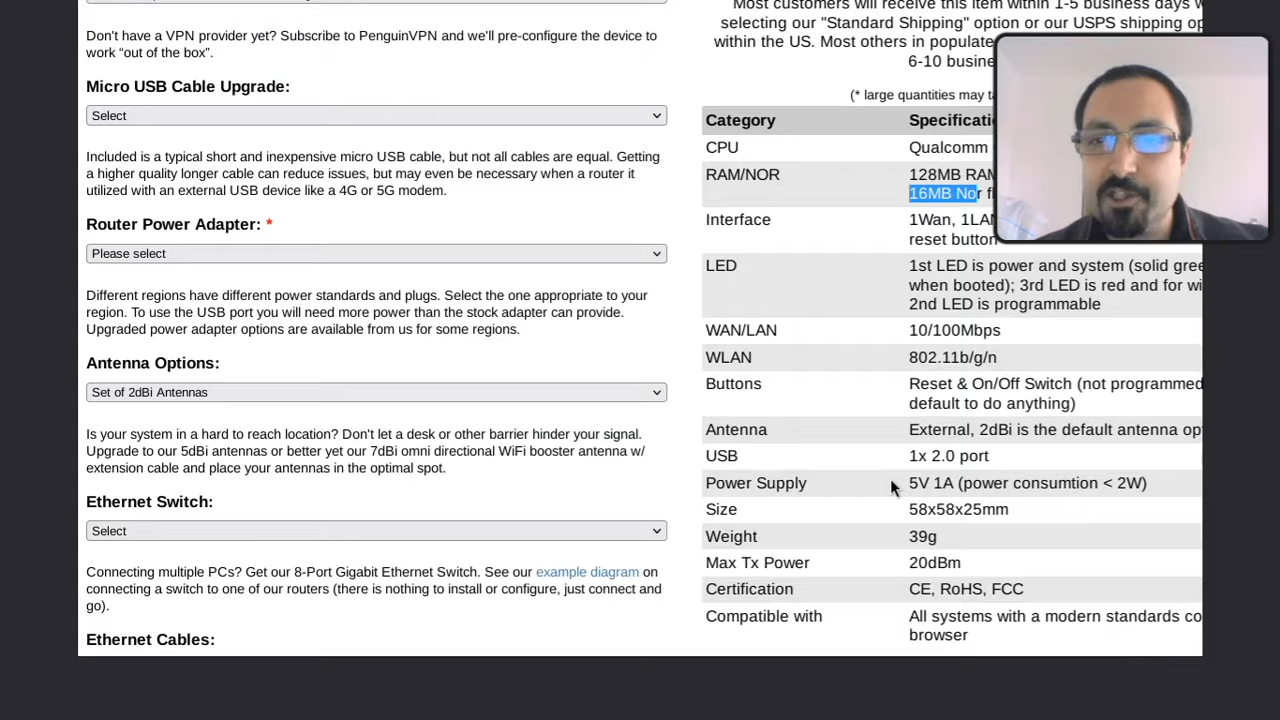 Don't have a VPN provider yet? Subscribe to PenguinVPN and we'll pre-configure the device to
work “out of the box”.
Micro USB Cable Upgrade:
Select
Included is a typical short and inexpensive micro USB cable, but not all cables are equal. Getting
a higher quality longer cable can reduce issues, but may even be necessary when a router it
utilized with an external USB device like a 4G or 5G modem.
Router Power Adapter: *
Please select
Different regions have different power standards and plugs. Select the one appropriate to your
region. To use the USB port you will need more power than the stock adapter can provide.
Upgraded power adapter options are available from us for some regions.
Antenna Options:
Set of 2dBi Antennas
Is your system in a hard to reach location? Don't let a desk or other barrier hinder your signal.
Upgrade to our 5dBi antennas or better yet our 7dBi omni directional WiFi booster antenna w/
extension cable and place your antennas in the optimal spot.
Ethernet Switch:
Select
Connecting multiple PCs? Get our 8-Port Gigabit Ethernet Switch. See our example diagram on
connecting a switch to one of our routers (there is nothing to install or configure, just connect and
go).
Ethernet Cables:
Most customers will receive this item within 1-5 business days w
selecting our "Standard Shipping" option or our USPS shipping op
within the US. Most others in populate
6-10 busine
(* large quantities may ta
Category Specificati
CPU Qualcomm
RAM/NOR 128MB RAM
16MB Nor fl
Interface 1Wan, 1LAN
reset button
LED 1st LED is power and system (solid gree
when booted); 3rd LED is red and for wi
2nd LED is programmable
WAN/LAN 10/100Mbps
WLAN 802.11b/g/n
Buttons Reset & On/Off Switch (not programmed
default to do anything)
Antenna External, 2dBi is the default antenna op
USB 1x 2.0 port
Power Supply 5V 1A (power consumtion < 2W)
Size 58x58x25mm
Weight 39g
Max Tx Power 20dBm
Certification CE, RoHS, FCC
Compatible with All systems with a modern standards co
browser